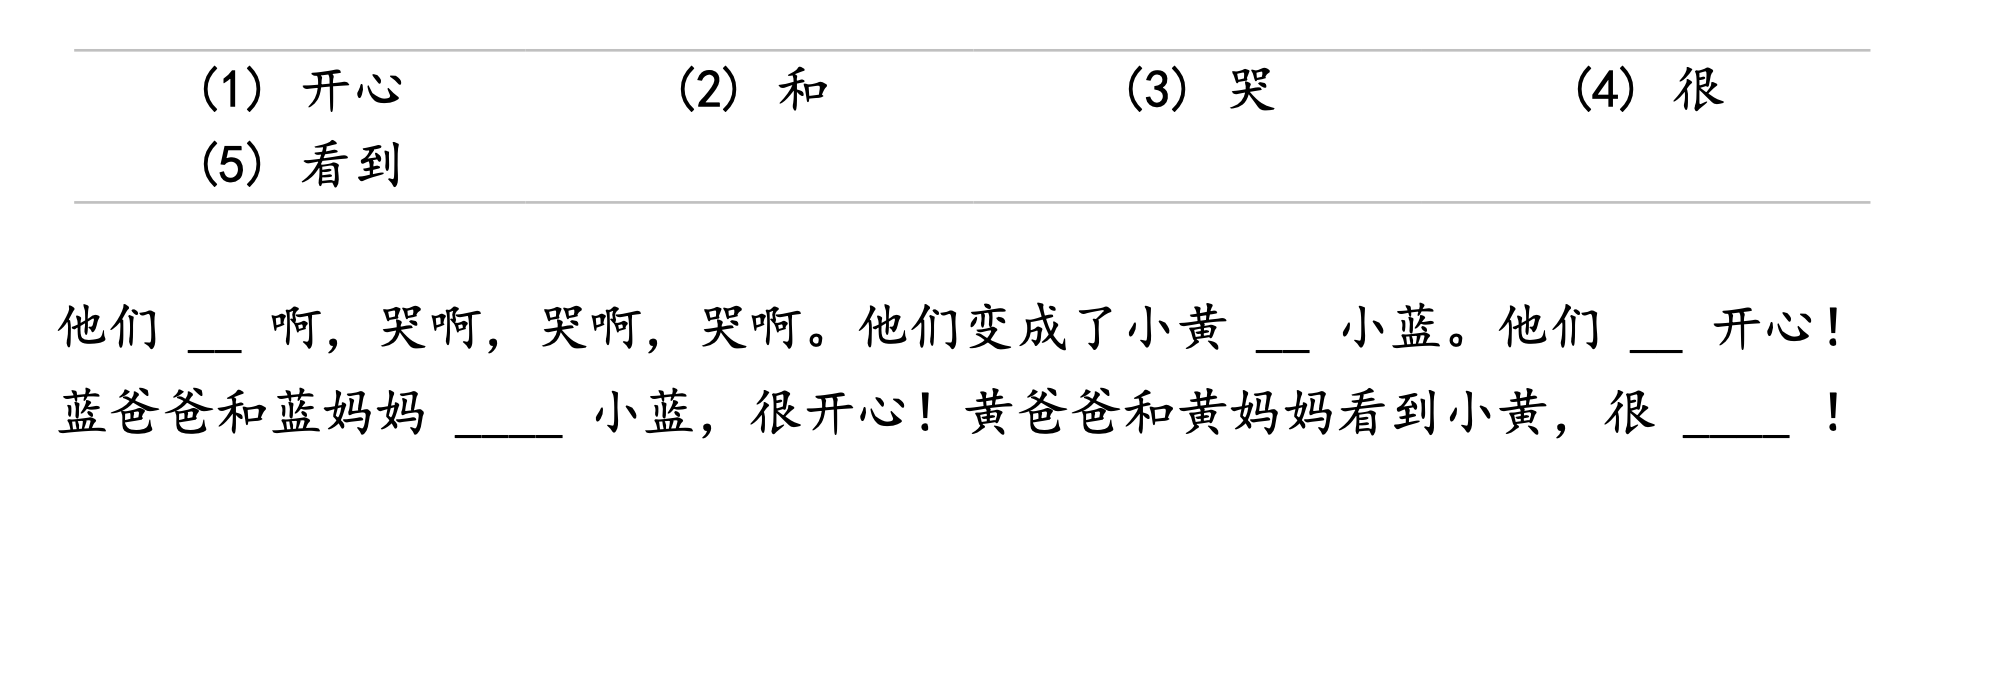 (1) 开心 (2) 和 (3) 哭 (4) 很
(5) 看到
他们 __ 啊，哭啊，哭啊，哭啊。他们变成了小黄 __ 小蓝。他们 __ 开心！
蓝爸爸和蓝妈妈 ____ 小蓝，很开心！黄爸爸和黄妈妈看到小黄，很 ____ ！